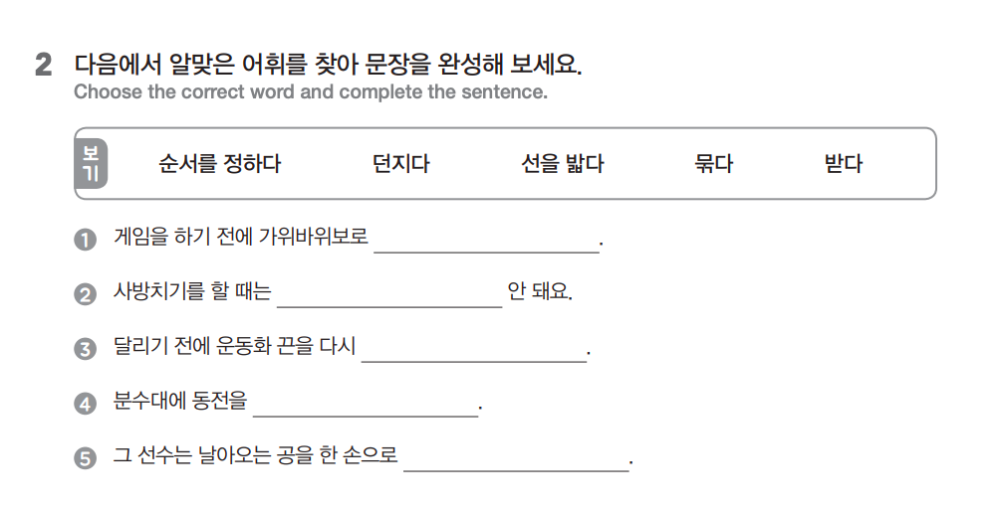 2 다음에서 알맞은 어휘를 찾아 문장을 완성해 보세요.
Choose the correct word and complete the sentence.
보기 순서를 정하다 던지다 선을 밟다 묶다 받다
1 게임을 하기 전에 가위바위보로 ____________________.
2 사방치기를 할 때는 ____________________ 안 돼요.
3 달리기 전에 운동화 끈을 다시 ____________________.
4 분수대에 동전을 ____________________.
5 그 선수는 날아오는 공을 한 손으로 ____________________.